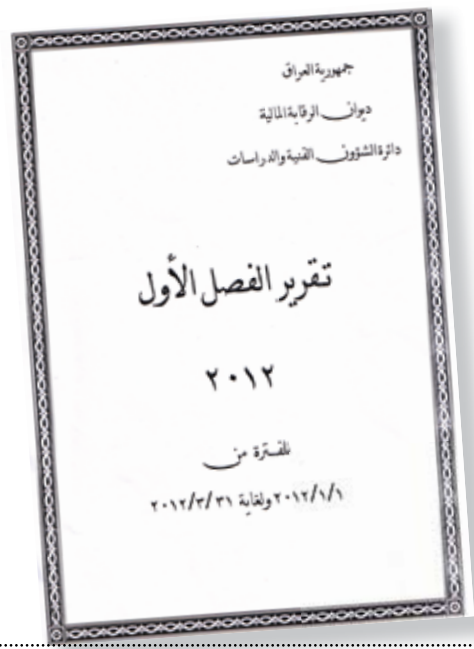 جمهورية العراق
ديوان الرقابة المالية
دائرة الشؤون الفنية والدراسات
تقرير الفصل الأول
٢٠١٢
للفترة من
٢٠١٢/١/١ ولغاية ٢٠١٢/٣/٣١